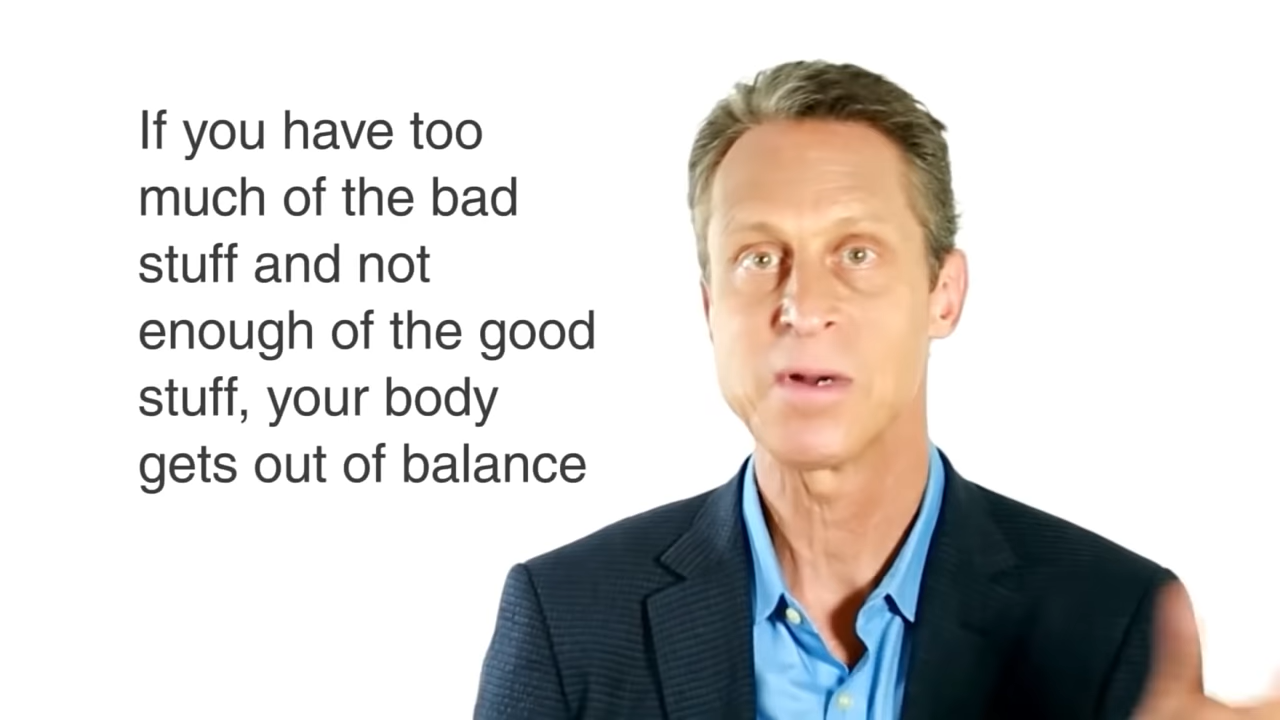 If you have too
much of the bad
stuff and not
enough of the good
stuff, your body
gets out of balance